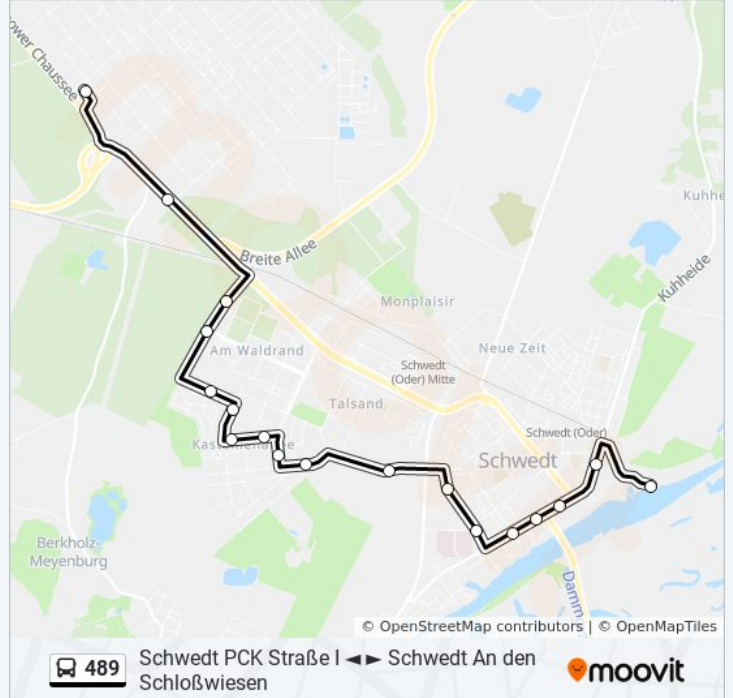 ower Chaussee
Kuhhe
Breite Allee
Kuhheide
Monplaisir
Neue Zeit
Am Waldrand
Schwedt
(Oder) Mitte
Talsand
Schwedt (Oder)
Schwedt
Berkholz-
Meyenburg
Damm
© OpenStreetMap contributors | © OpenMapTiles
489
Schwedt PCK Straße I ◄► Schwedt An den
Schloßwiesen
moovit